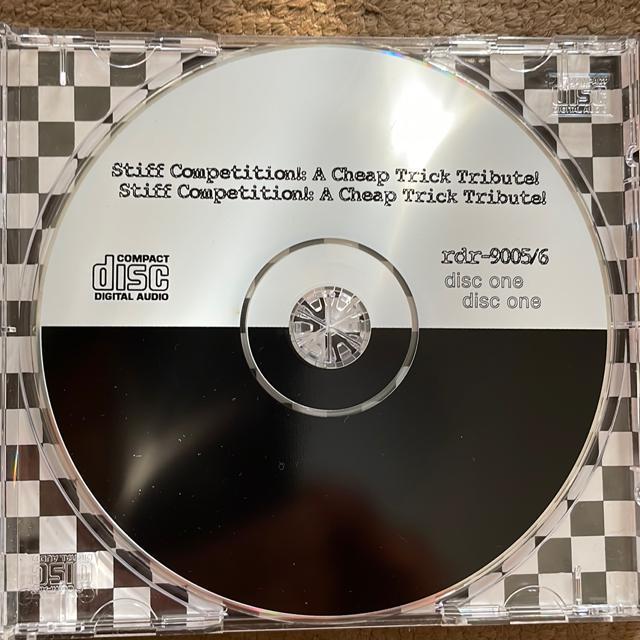 Stiff Competition!: A Cheap Trick Tribute!
Stiff Competition!: A Cheap Trick Tribute!
COMPACT
disc
DIGITAL AUDIO
rdr-9005/6
disc one
disc one